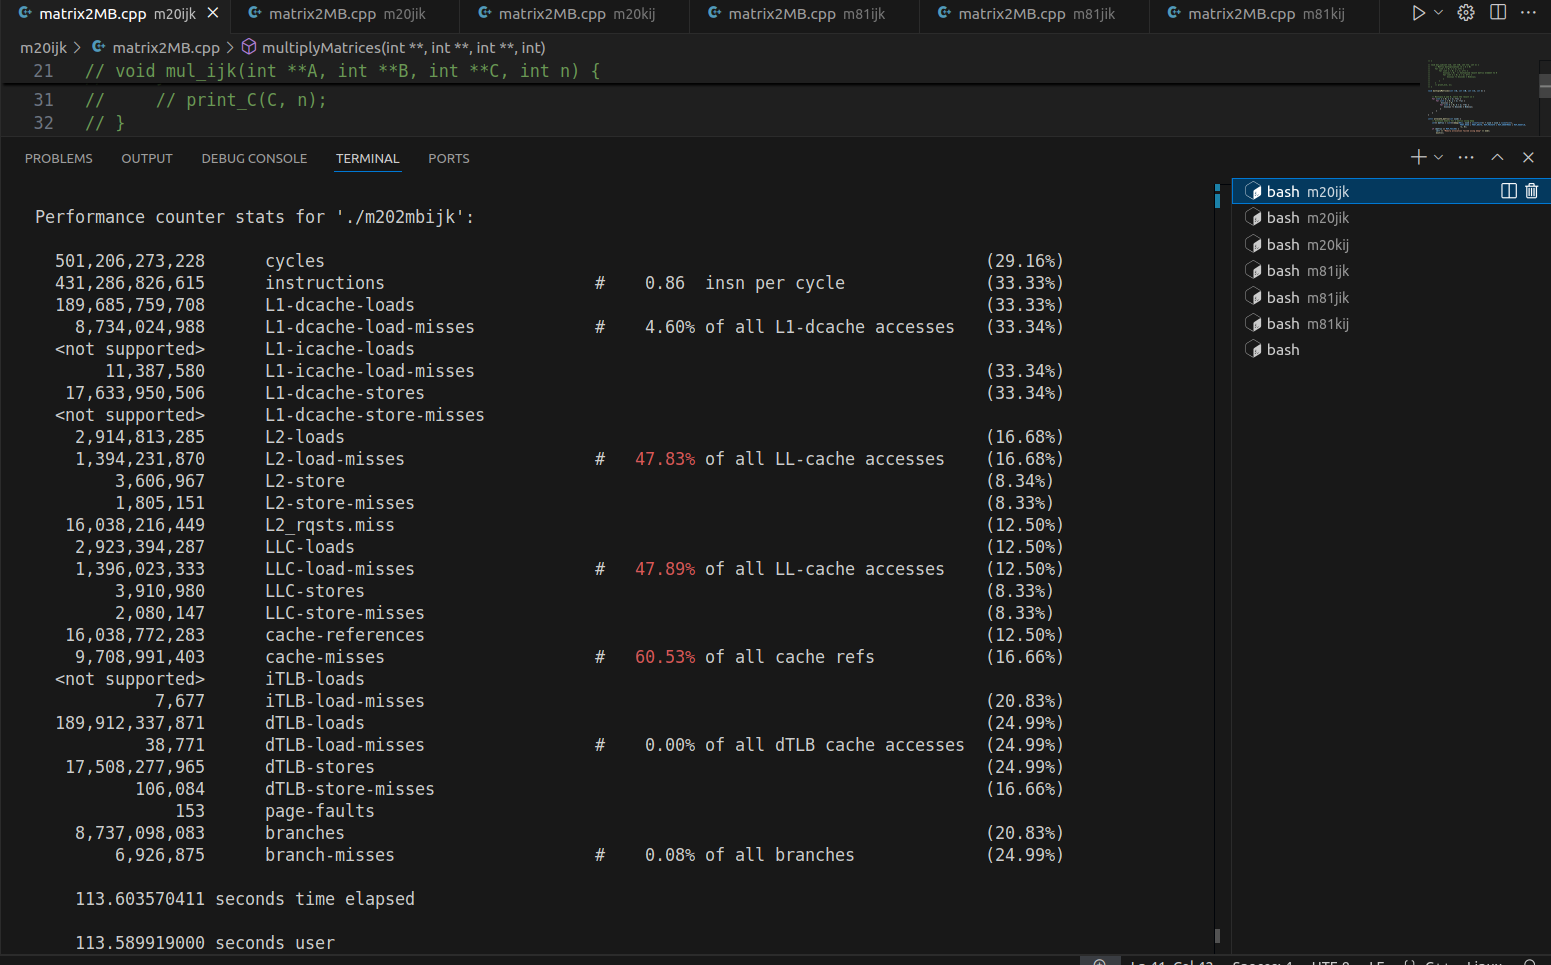 matrix2MB.cpp m20ijk matrix2MB.cpp m20jik matrix2MB.cpp m20kij matrix2MB.cpp m81ijk matrix2MB.cpp m81jik matrix2MB.cpp m81kij
m20ijk > matrix2MB.cpp > multiplyMatrices(int **, int **, int **, int)
21 // void mul_ijk(int **A, int **B, int **C, int n) {
31 //     // print_C(C, n);
32 // }
PROBLEMS OUTPUT DEBUG CONSOLE TERMINAL PORTS
Performance counter stats for './m202mbijk':
501,206,273,228 cycles (29.16%)
431,286,826,615 instructions # 0.86 insn per cycle (33.33%)
189,685,759,708 L1-dcache-loads (33.33%)
8,734,024,988 L1-dcache-load-misses # 4.60% of all L1-dcache accesses (33.34%)
<not supported> L1-icache-loads
11,387,580 L1-icache-load-misses (33.34%)
17,633,950,506 L1-dcache-stores (33.34%)
<not supported> L1-dcache-store-misses
2,914,813,285 L2-loads (16.68%)
1,394,231,870 L2-load-misses # 47.83% of all LL-cache accesses (16.68%)
3,606,967 L2-store (8.34%)
1,805,151 L2-store-misses (8.33%)
16,038,216,449 L2_rqsts.miss (12.50%)
2,923,394,287 LLC-loads (12.50%)
1,396,023,333 LLC-load-misses # 47.89% of all LL-cache accesses (12.50%)
3,910,980 LLC-stores (8.33%)
2,080,147 LLC-store-misses (8.33%)
16,038,772,283 cache-references (12.50%)
9,708,991,403 cache-misses # 60.53% of all cache refs (16.66%)
<not supported> iTLB-loads
7,677 iTLB-load-misses (20.83%)
189,912,337,871 dTLB-loads (24.99%)
38,771 dTLB-load-misses # 0.00% of all dTLB cache accesses (24.99%)
17,508,277,965 dTLB-stores (24.99%)
106,084 dTLB-store-misses (16.66%)
153 page-faults
8,737,098,083 branches (20.83%)
6,926,875 branch-misses # 0.08% of all branches (24.99%)
113.603570411 seconds time elapsed
113.589919000 seconds user
bash m20ijk
bash m20jik
bash m20kij
bash m81ijk
bash m81jik
bash m81kij
bash